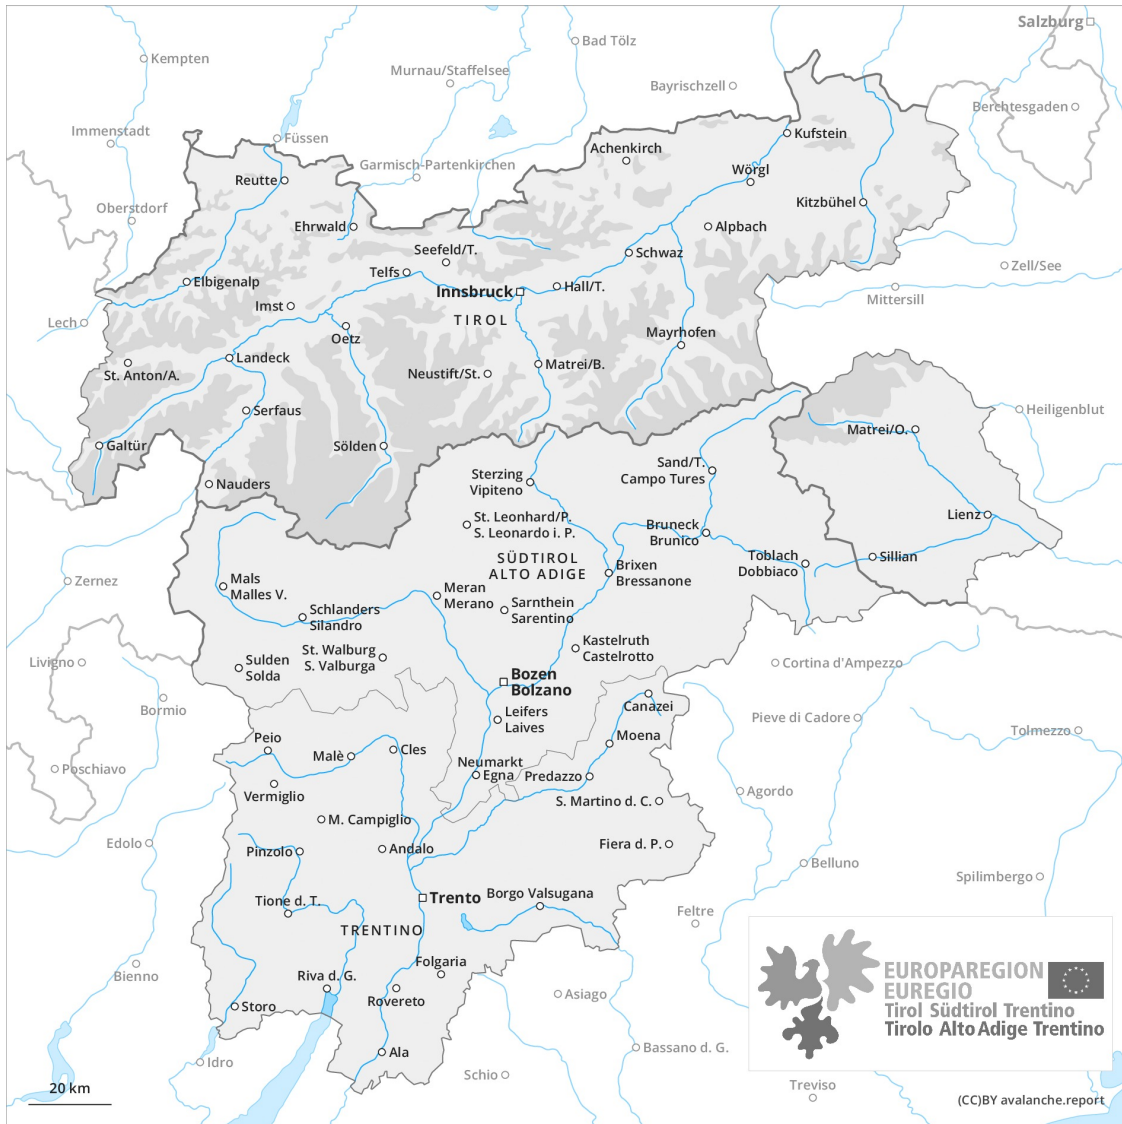 Salzburg
Bad Tölz
Kempten
Murnau/Staffelsee
Bayrischzell
Berchtesgaden
Immenstadt
Füssen
Kufstein
Achenkirch
Garmisch-Partenkirchen
Wörgl
Reutte
Oberstdorf
Kitzbühel
Ehrwald
Alpbach
Seefeld/T.
Schwaz
Telfs
Zell/See
Elbigenalp
Hall/T.
Innsbruck
Mittersill
Imst
Lech
TIROL
Oetz
Mayrhofen
Landeck
St. Anton/A.
Matrei/B.
Neustift/St.
Serfaus
Heiligenblut
Matrei/O.
Galtür
Sölden
Sand/T.
Campo Tures
Sterzing
Vipiteno
Nauders
Lienz
St. Leonhard/P.
S. Leonardo i. P.
Bruneck
Brunico
SÜDTIROL
ALTO ADIGE
Toblach
Dobbiaco
Sillian
Brixen
Bressanone
Zernez
Mals
Malles V.
Meran
Merano
Sarnthein
Sarentino
Schlanders
Silandro
Kastelruth
Castelrotto
St. Walburg
S. Valburga
Livigno
Sulden
Solda
Cortina d'Ampezzo
Bozen
Bolzano
Canazei
Bormio
Leifers
Laives
Pieve di Cadore
Tolmezzo
Peio
Moena
Malè
Cles
Neumarkt
Egna
Predazzo
Poschiavo
Vermiglio
Agordo
S. Martino d. C.
M. Campiglio
Edolo
Fiera d. P.
Pinzolo
Andalo
Belluno
Spilimbergo
Borgo Valsugana
Trento
Tione d. T.
Feltre
TRENTINO
Folgaria
Bienno
Riva d. G.
Rovereto
Asiago
Storo
EUROPAREGION
EUREGIO
Tirol Südtirol Trentino
Tirolo Alto Adige Trentino
Bassano d. G.
Ala
Idro
Schio
Treviso
20 km
(CC)BY avalanche.report